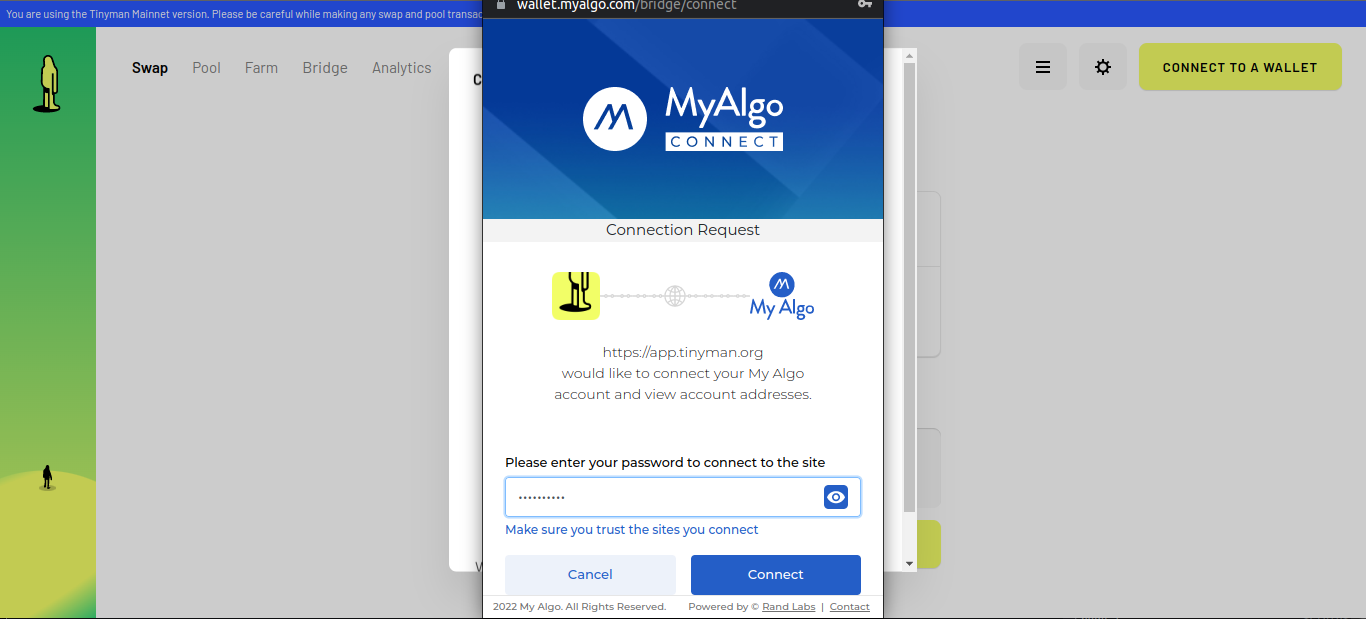 wallet.myalgo.com/bridge/connect
You are using the Tinyman Mainnet version. Please be careful while making any swap and pool transac
Swap Pool Farm Bridge Analytics
CONNECT TO A WALLET
MyAlgo
CONNECT
Connection Request
My Algo
https://app.tinyman.org
would like to connect your My Algo
account and view account addresses.
Please enter your password to connect to the site
••••••••••
Make sure you trust the sites you connect
Cancel Connect
2022 My Algo. All Rights Reserved. Powered by © Rand Labs | Contact